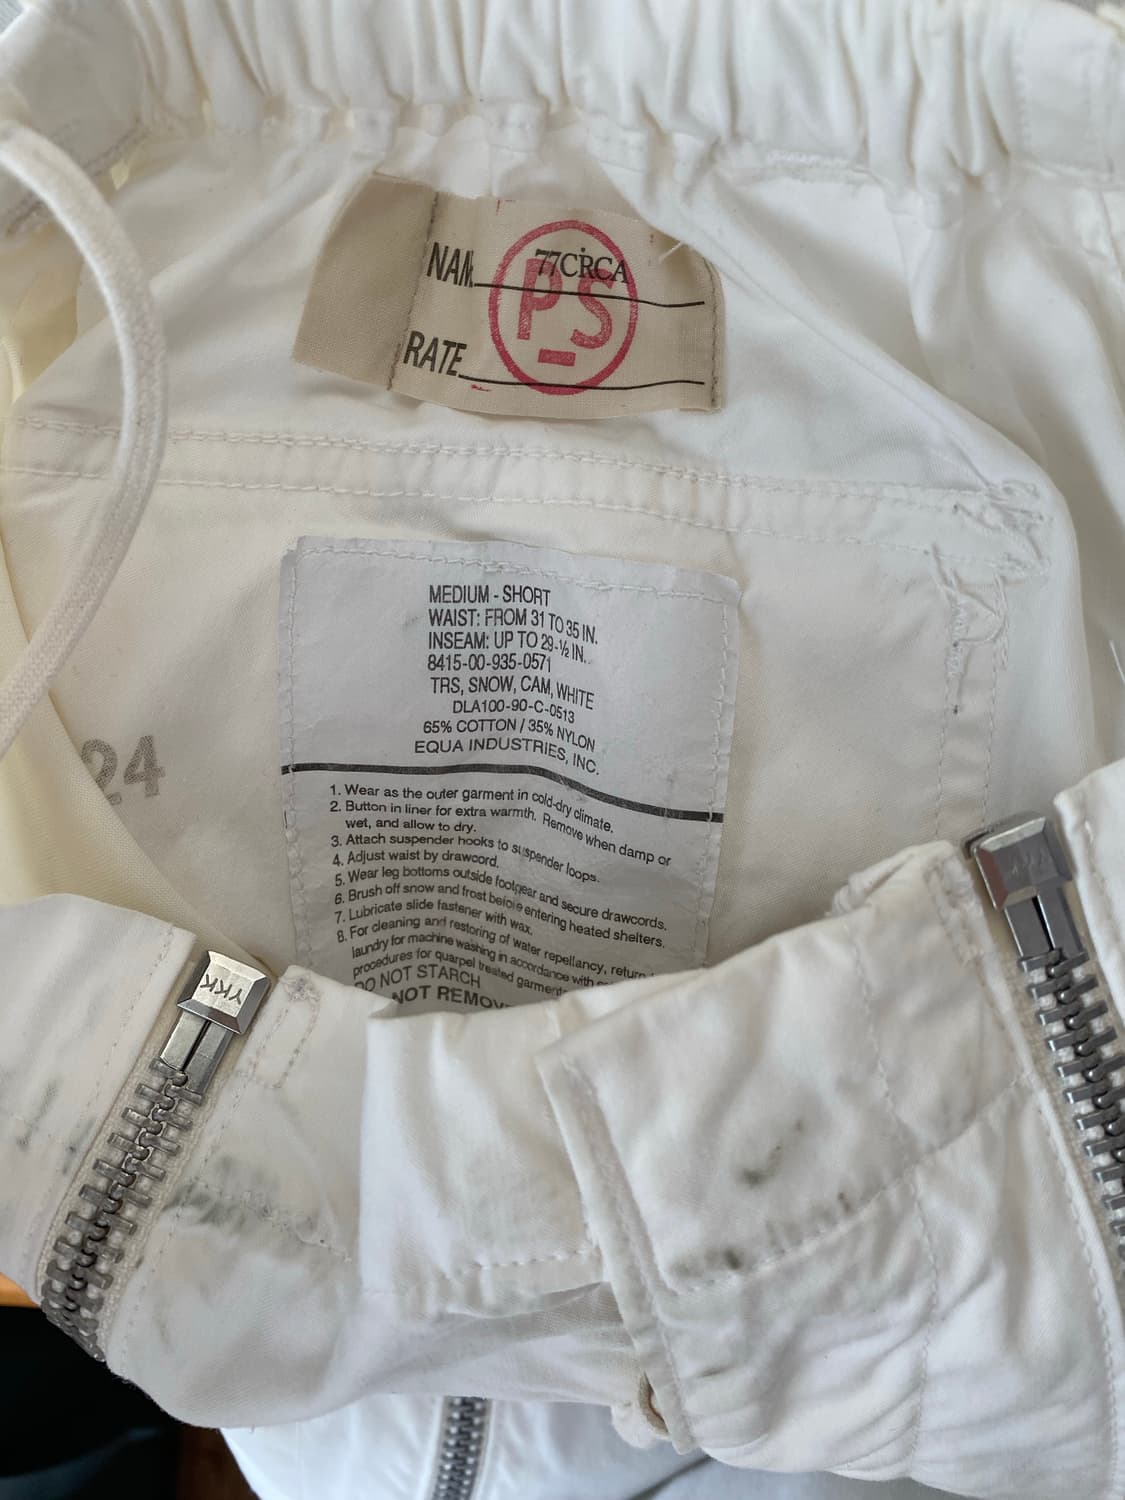 NAM
77CIRCA
PS
RATE
MEDIUM - SHORT
WAIST: FROM 31 TO 35 IN.
INSEAM: UP TO 29-½ IN.
8415-00-935-0571
TRS, SNOW, CAM, WHITE
DLA100-90-C-0513
65% COTTON / 35% NYLON
EQUA INDUSTRIES, INC.
24
1. Wear as the outer garment in cold-dry climate.
2. Button in liner for extra warmth. Remove when damp or
wet, and allow to dry.
3. Attach suspender hooks to suspender loops.
4. Adjust waist by drawcord.
5. Wear leg bottoms outside footgear and secure drawcords.
6. Brush off snow and frost before entering heated shelters.
7. Lubricate slide fastener with wax.
8. For cleaning and restoring of water repellancy, return
laundry for machine washing in accordance with
procedures for quarpel treated garment
DO NOT STARCH
NOT REMOV
YKK
YKK